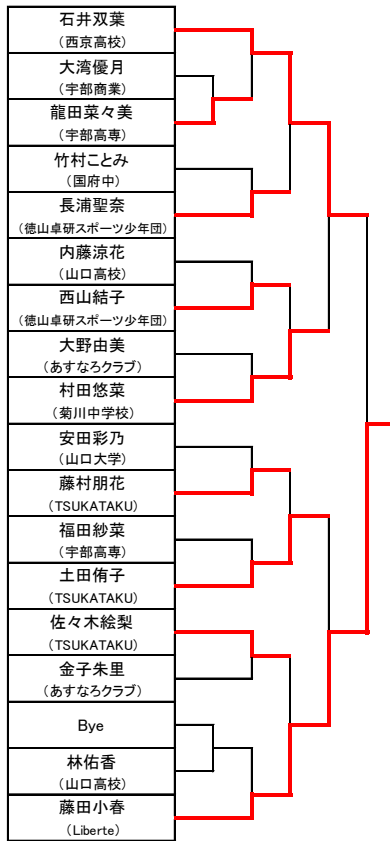 石井双葉
(西京高校)
大湾優月
(宇部商業)
龍田菜々美
(宇部高専)
竹村ことみ
(国府中)
長浦聖奈
(徳山卓研スポーツ少年団)
内藤涼花
(山口高校)
西山結子
(徳山卓研スポーツ少年団)
大野由美
(あすなろクラブ)
村田悠菜
(菊川中学校)
安田彩乃
(山口大学)
藤村朋花
(TSUKATAKU)
福田紗菜
(宇部高専)
土田侑子
(TSUKATAKU)
佐々木絵梨
(TSUKATAKU)
金子朱里
(あすなろクラブ)
Bye
林佑香
(山口高校)
藤田小春
(Liberte)